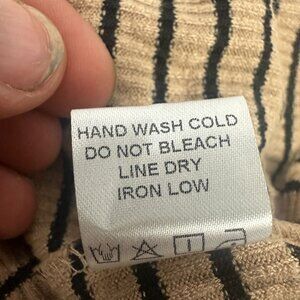 HAND WASH COLD
DO NOT BLEACH
LINE DRY
IRON LOW